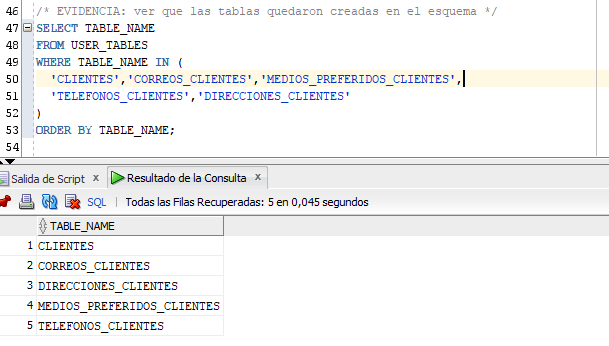 46 /* EVIDENCIA: ver que las tablas quedaron creadas en el esquema */
47 SELECT TABLE_NAME
48 FROM USER_TABLES
49 WHERE TABLE_NAME IN (
50 'CLIENTES','CORREOS_CLIENTES','MEDIOS_PREFERIDOS_CLIENTES',
51 'TELEFONOS_CLIENTES','DIRECCIONES_CLIENTES'
52 )
53 ORDER BY TABLE_NAME;
54
Salida de Script x Resultado de la Consulta x
SQL | Todas las Filas Recuperadas: 5 en 0,045 segundos
TABLE_NAME
1 CLIENTES
2 CORREOS_CLIENTES
3 DIRECCIONES_CLIENTES
4 MEDIOS_PREFERIDOS_CLIENTES
5 TELEFONOS_CLIENTES